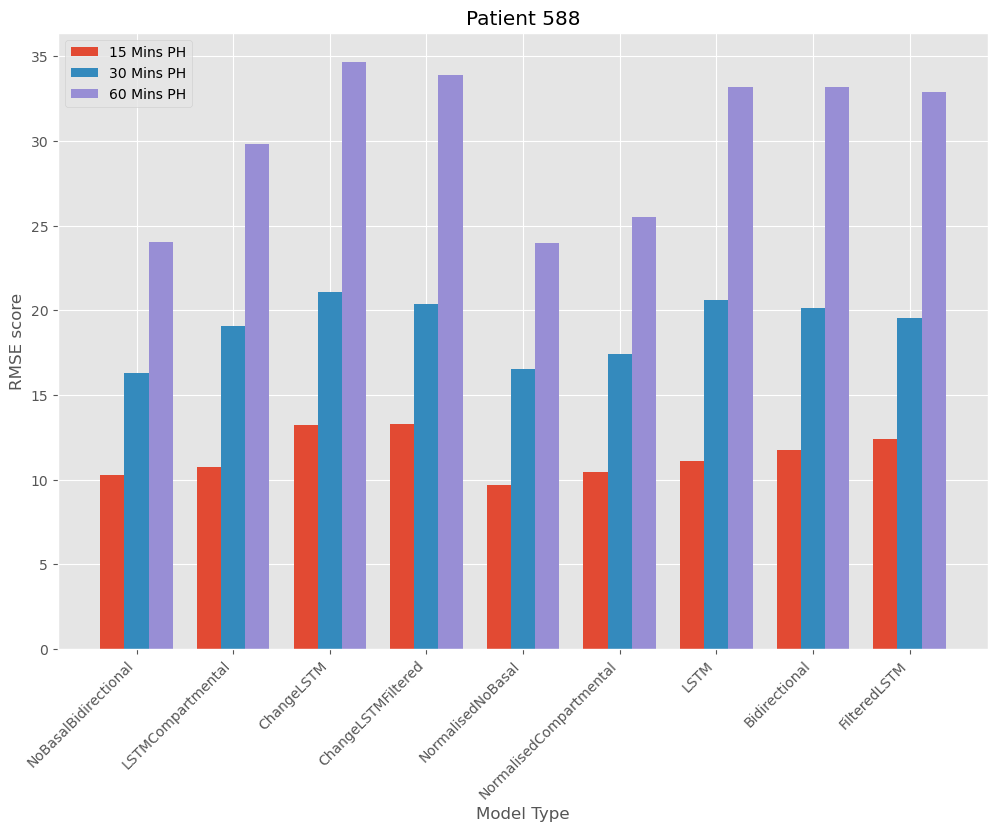 Patient 588
15 Mins PH
30 Mins PH
60 Mins PH
35
30
25
20
15
10
5
0
RMSE score
NoBasalBidirectional
LSTMCompartmental
ChangeLSTM
ChangeLSTMFiltered
NormalisedNoBasal
NormalisedCompartmental
LSTM
Bidirectional
FilteredLSTM
Model Type